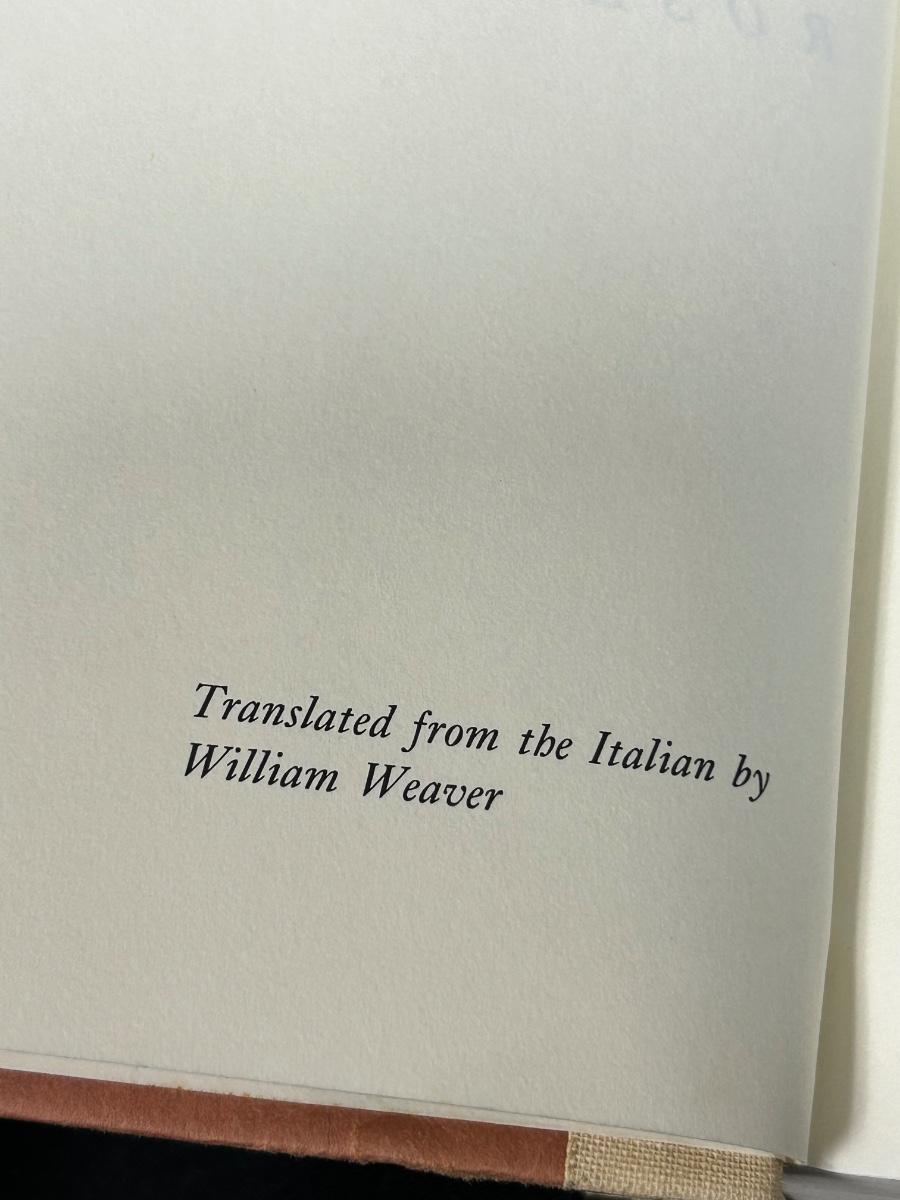 Translated from the Italian by
William Weaver